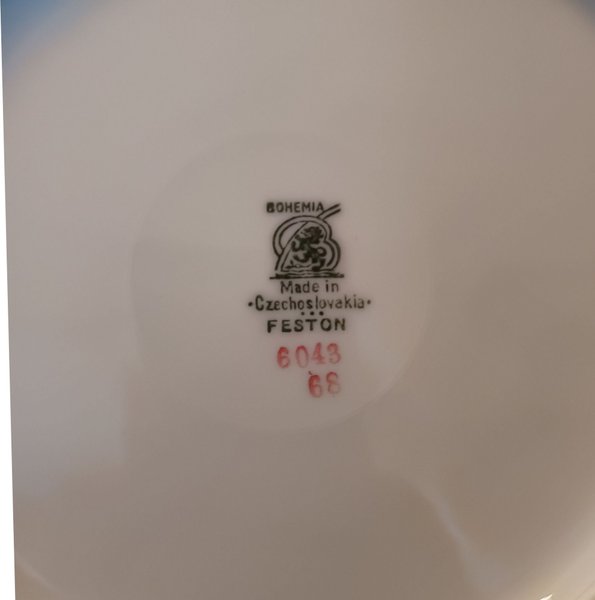 BOHEMIA
Made in
•Czechoslovakia•
•••
FESTON
6043
68